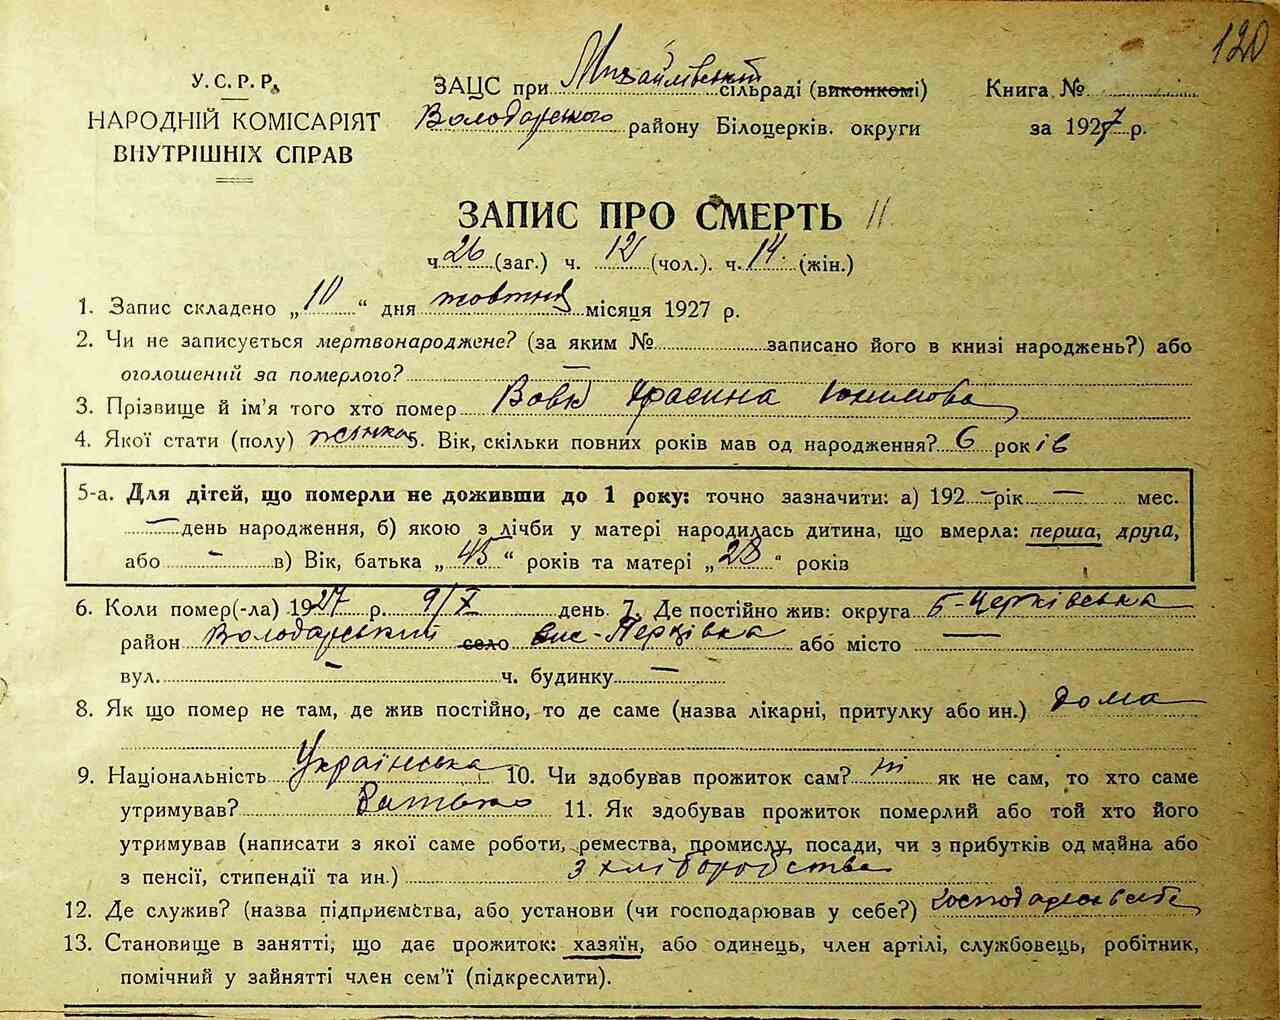 120
У.С.Р.Р. ЗАЦС при Михайлівській сільраді (виконкомі) Книга №
НАРОДНІЙ КОМІСАРІЯТ Володарського району Білоцерків. округи за 1927 р.
ВНУТРІШНІХ СПРАВ
ЗАПИС ПРО СМЕРТЬ 11
ч. 26 (заг.) ч. 12 (чол.). ч. 14 (жін.)
1. Запис складено „10“ дня жовтня місяця 1927 р.
2. Чи не записується мертвонароджене? (за яким № записано його в книзі народжень?) або
оголошений за померлого? —
3. Прізвище й ім’я того хто помер Вовк Юхимова
4. Якої стати (полу) жінка 5. Вік, скільки повних років мав од народження? 6 років
5-а. Для дітей, що померли не доживши до 1 року: точно зазначити: а) 192 — рік — мес.
— день народження, б) якою з лічби у матері народилась дитина, що вмерла: перша, друга,
або — в) Вік, батька „45“ років та матері „28“ років
6. Коли помер(-ла) 1927 р. 9/X день. 7. Де постійно жив: округа Б-Церківська
район Володарський село вис-Перцівка або місто —
вул. — ч. будинку —
8. Як що помер не там, де жив постійно, то де саме (назва лікарні, притулку або ин.) дома
9. Національність Українська 10. Чи здобував прожиток сам? ні як не сам, то хто саме
утримував? Батько 11. Як здобував прожиток померлий або той хто його
утримував (написати з якої саме роботи, ремества, промислу, посади, чи з прибутків од майна або
з пенсії, стипендії та ин.) з хліборобства
12. Де служив? (назва підприємства, або установи (чи господарював у себе?)
13. Становище в занятті, що дає прожиток: хазяїн, або одинець, член артілі, службовець, робітник,
помічний у зайнятті член сем’ї (підкреслити).